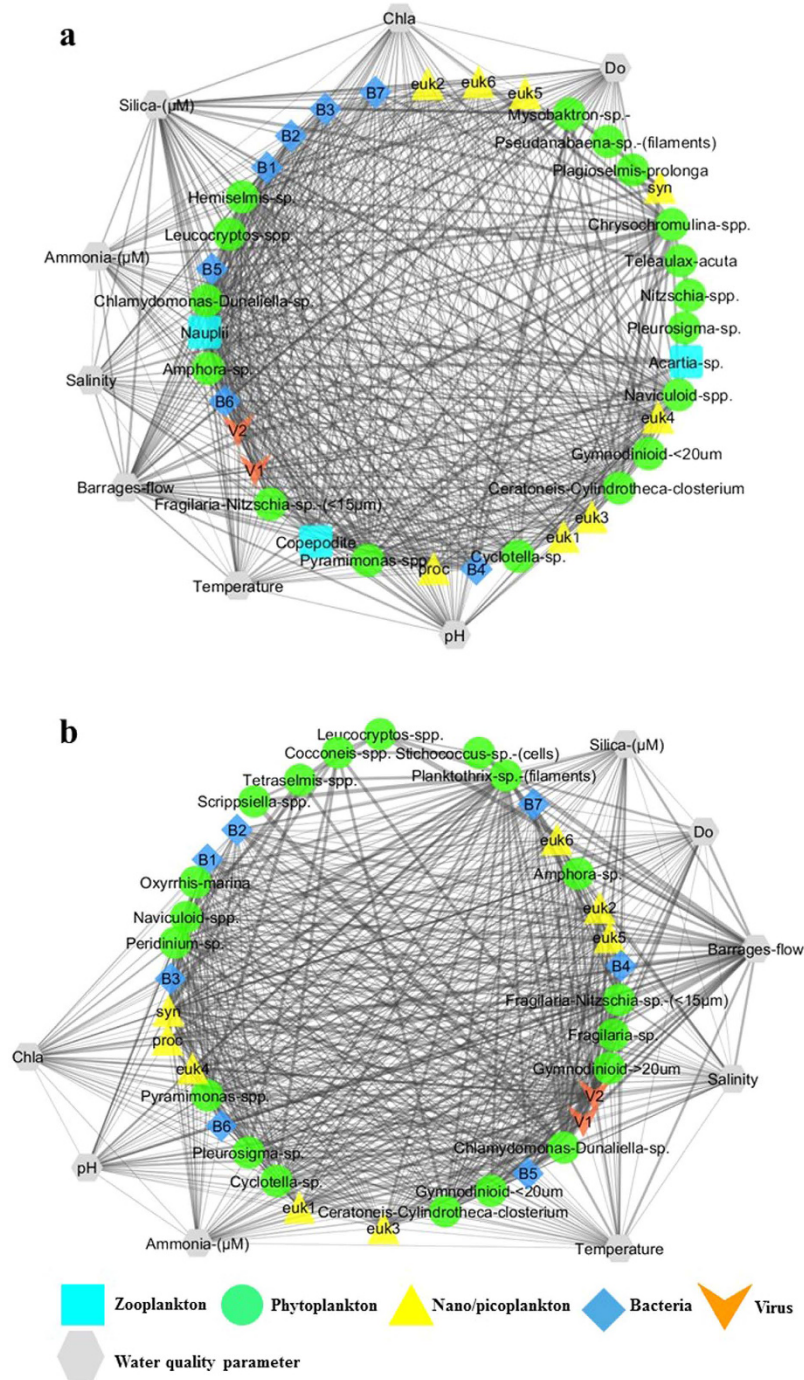 a
Chla
Do
Silica-(µM)
B7
euk2
euk6
euk5
B3
Mysobaktron-sp.-
B2
Pseudanabaena-sp.-(filaments)
B1
Plagioselmis-prolonga
syn
Hemiselmis-sp.
Chrysochromulina-spp.
Leucocryptos-spp.
Ammonia-(µM)
B5
Teleaulax-acuta
Chlamydomonas-Dunaliella-sp.
Nitzschia-spp.
Nauplii
Pleurosigma-sp.
Amphora-sp.
Acartia-sp.
Salinity
B6
Naviculoid-spp.
V2
euk4
V1
Gymnodinioid-<20um
Barrages-flow
Ceratoneis-Cylindrotheca-closterium
Fragilaria-Nitzschia-sp.-(<15µm)
euk3
Copepodite
euk1
Pyramimonas-spp.
proc
B4
Cyclotella-sp.
Temperature
pH
b
Leucocryptos-spp.
Silica-(µM)
Cocconeis-spp.
Stichococcus-sp.-(cells)
Tetraselmis-spp.
Planktothrix-sp.-(filaments)
Scrippsiella-spp.
B7
B2
Do
euk6
B1
Amphora-sp.
Oxyrrhis-marina
euk2
Naviculoid-spp.
euk5
Peridinium-sp.
Barrages-flow
B3
B4
Fragilaria-Nitzschia-sp.-(<15µm)
syn
Fragilaria-sp.
proc
Chla
euk4
Gymnodinioid->20um
Salinity
Pyramimonas-spp.
V2
B6
V1
Pleurosigma-sp.
Chlamydomonas-Dunaliella-sp.
pH
B5
Cyclotella-sp.
Gymnodinioid-<20um
euk1
Ceratoneis-Cylindrotheca-closterium
euk3
Ammonia-(µM)
Temperature
Zooplankton
Phytoplankton
Nano/picoplankton
Bacteria
Virus
Water quality parameter